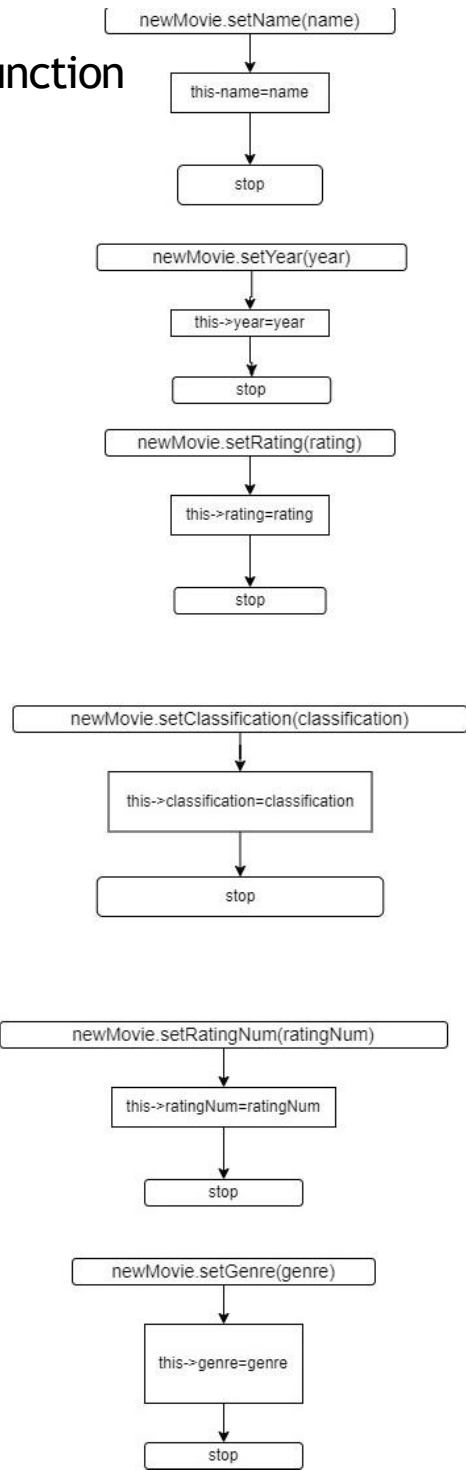 newMovie.setName(name)
unction
this-name=name
stop
newMovie.setYear(year)
this->year=year
stop
newMovie.setRating(rating)
this->rating=rating
stop
newMovie.setClassification(classification)
this->classification=classification
stop
newMovie.setRatingNum(ratingNum)
this->ratingNum=ratingNum
stop
newMovie.setGenre(genre)
this->genre=genre
stop